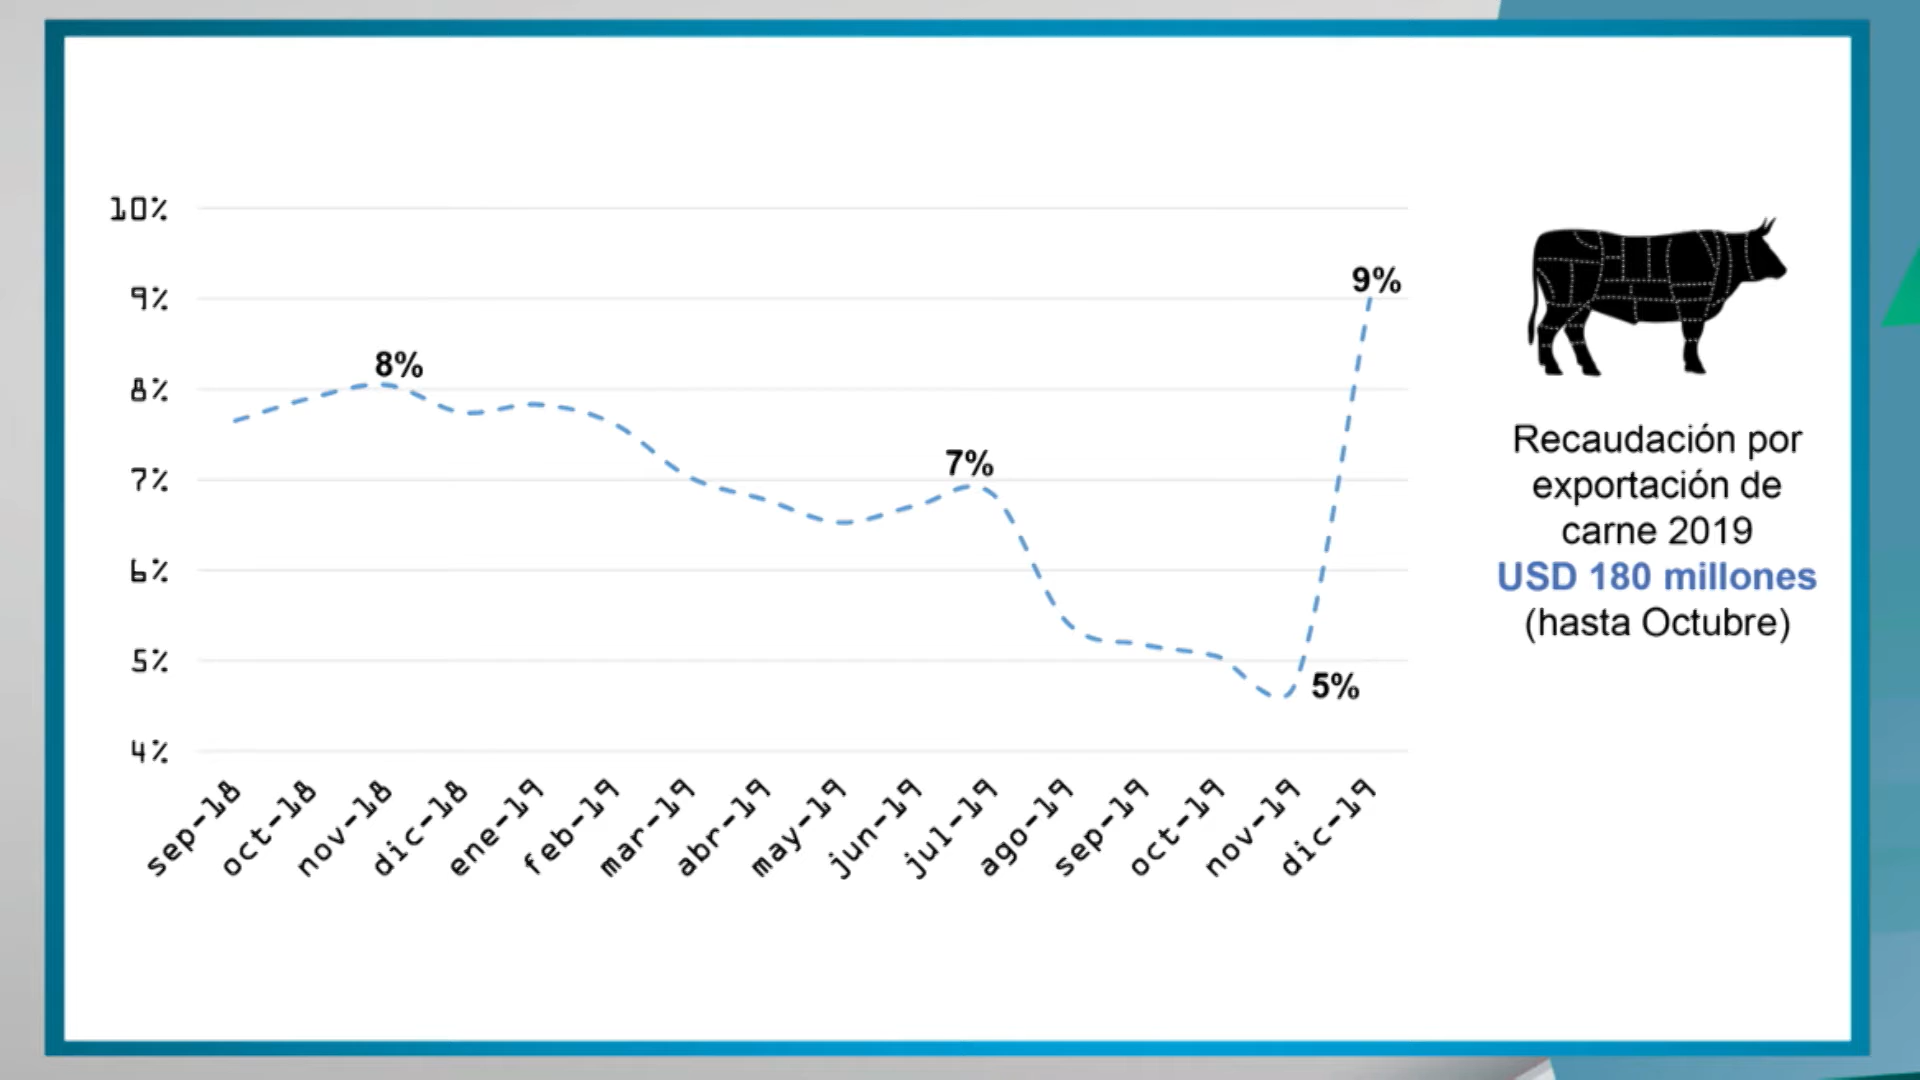 10%
9%
8%
7%
6%
5%
4%
8%
7%
5%
9%
sep-18
oct-18
nov-18
dic-18
ene-19
feb-19
mar-19
abr-19
may-19
jun-19
jul-19
ago-19
sep-19
oct-19
nov-19
dic-19
Recaudación por
exportación de
carne 2019
USD 180 millones
(hasta Octubre)